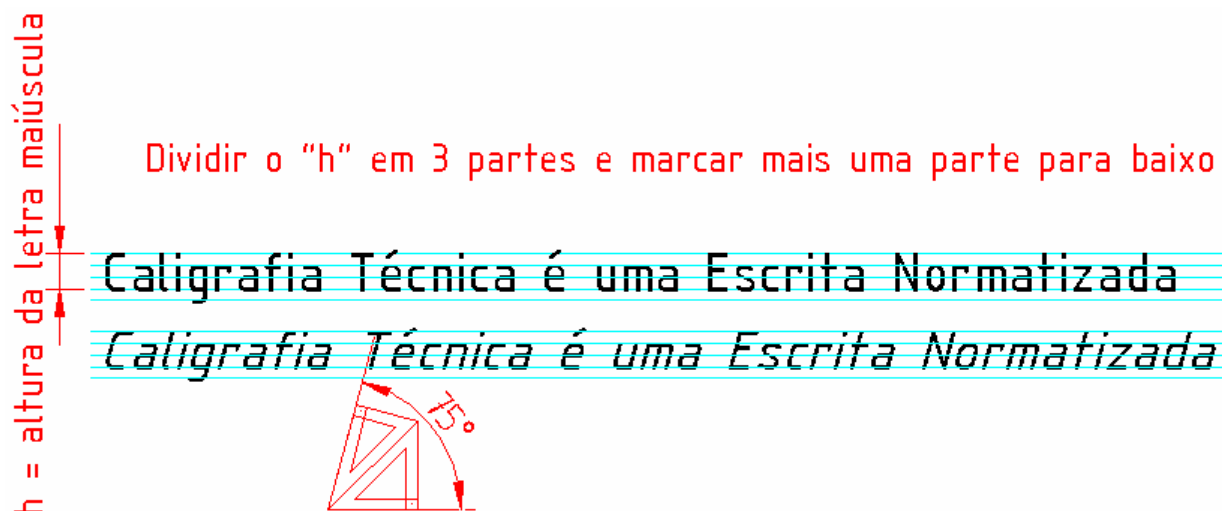 h = altura da letra maiúscula
Dividir o "h" em 3 partes e marcar mais uma parte para baixo
Caligrafia Técnica é uma Escrita Normatizada
Caligrafia Técnica é uma Escrita Normatizada
75°